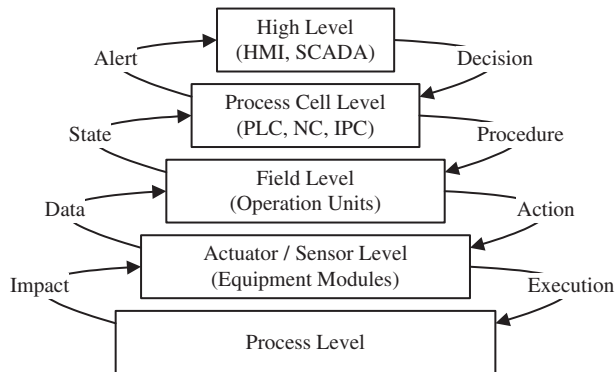 High Level
(HMI, SCADA)
Alert
Decision
Process Cell Level
(PLC, NC, IPC)
State
Procedure
Field Level
(Operation Units)
Data
Action
Actuator / Sensor Level
(Equipment Modules)
Impact
Execution
Process Level